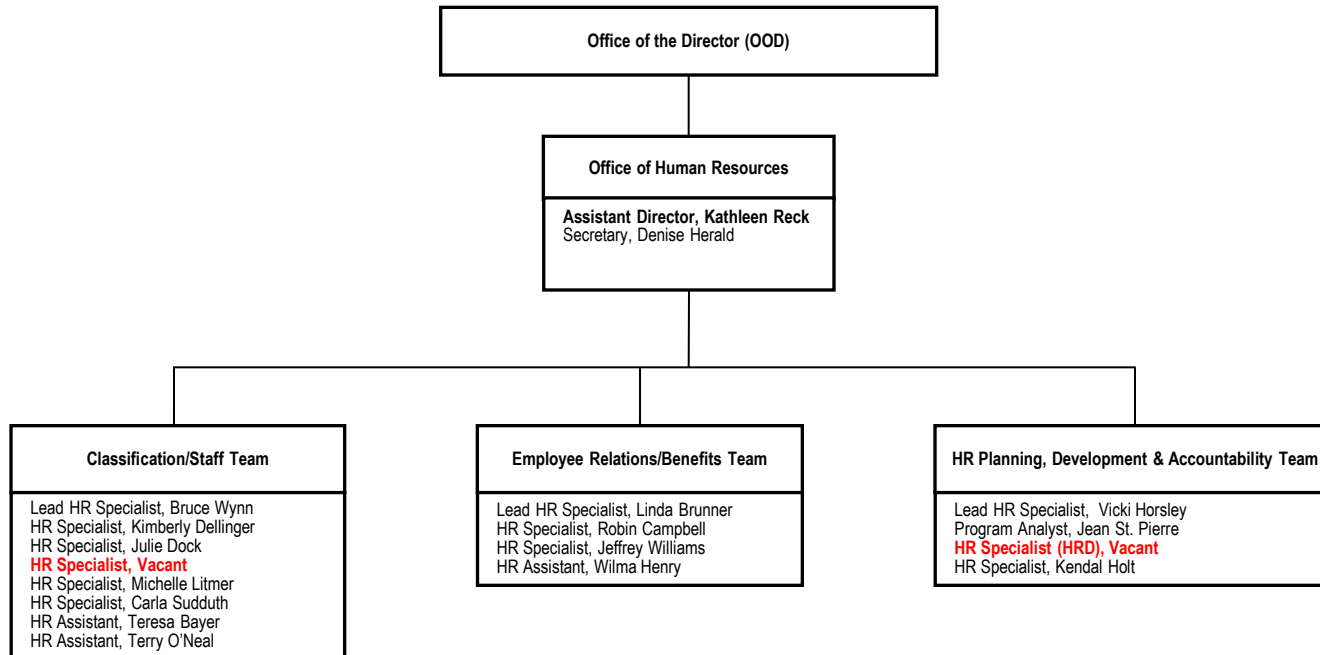 Office of the Director (OOD)
Office of Human Resources
Assistant Director, Kathleen Reck
Secretary, Denise Herald
Classification/Staff Team
Lead HR Specialist, Bruce Wynn
HR Specialist, Kimberly Dellinger
HR Specialist, Julie Dock
HR Specialist, Vacant
HR Specialist, Michelle Litmer
HR Specialist, Carla Sudduth
HR Assistant, Teresa Bayer
HR Assistant, Terry O’Neal
Employee Relations/Benefits Team
Lead HR Specialist, Linda Brunner
HR Specialist, Robin Campbell
HR Specialist, Jeffrey Williams
HR Assistant, Wilma Henry
HR Planning, Development & Accountability Team
Lead HR Specialist, Vicki Horsley
Program Analyst, Jean St. Pierre
HR Specialist (HRD), Vacant
HR Specialist, Kendal Holt